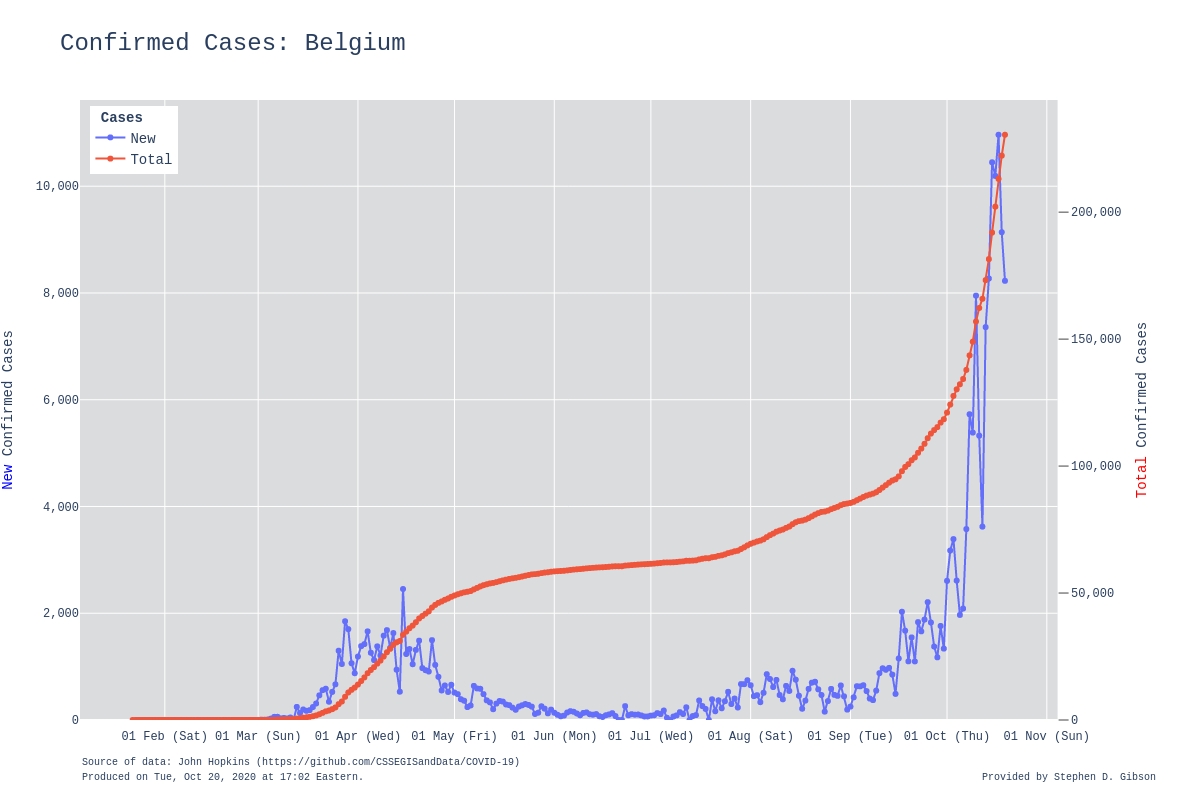 Confirmed Cases: Belgium
Cases
New
Total
10,000
8,000
6,000
4,000
2,000
0
New Confirmed Cases
200,000
150,000
100,000
50,000
0
Total Confirmed Cases
01 Feb (Sat) 01 Mar (Sun) 01 Apr (Wed) 01 May (Fri) 01 Jun (Mon) 01 Jul (Wed) 01 Aug (Sat) 01 Sep (Tue) 01 Oct (Thu) 01 Nov (Sun)
Source of data: John Hopkins (https://github.com/CSSEGISandData/COVID-19)
Produced on Tue, Oct 20, 2020 at 17:02 Eastern.
Provided by Stephen D. Gibson